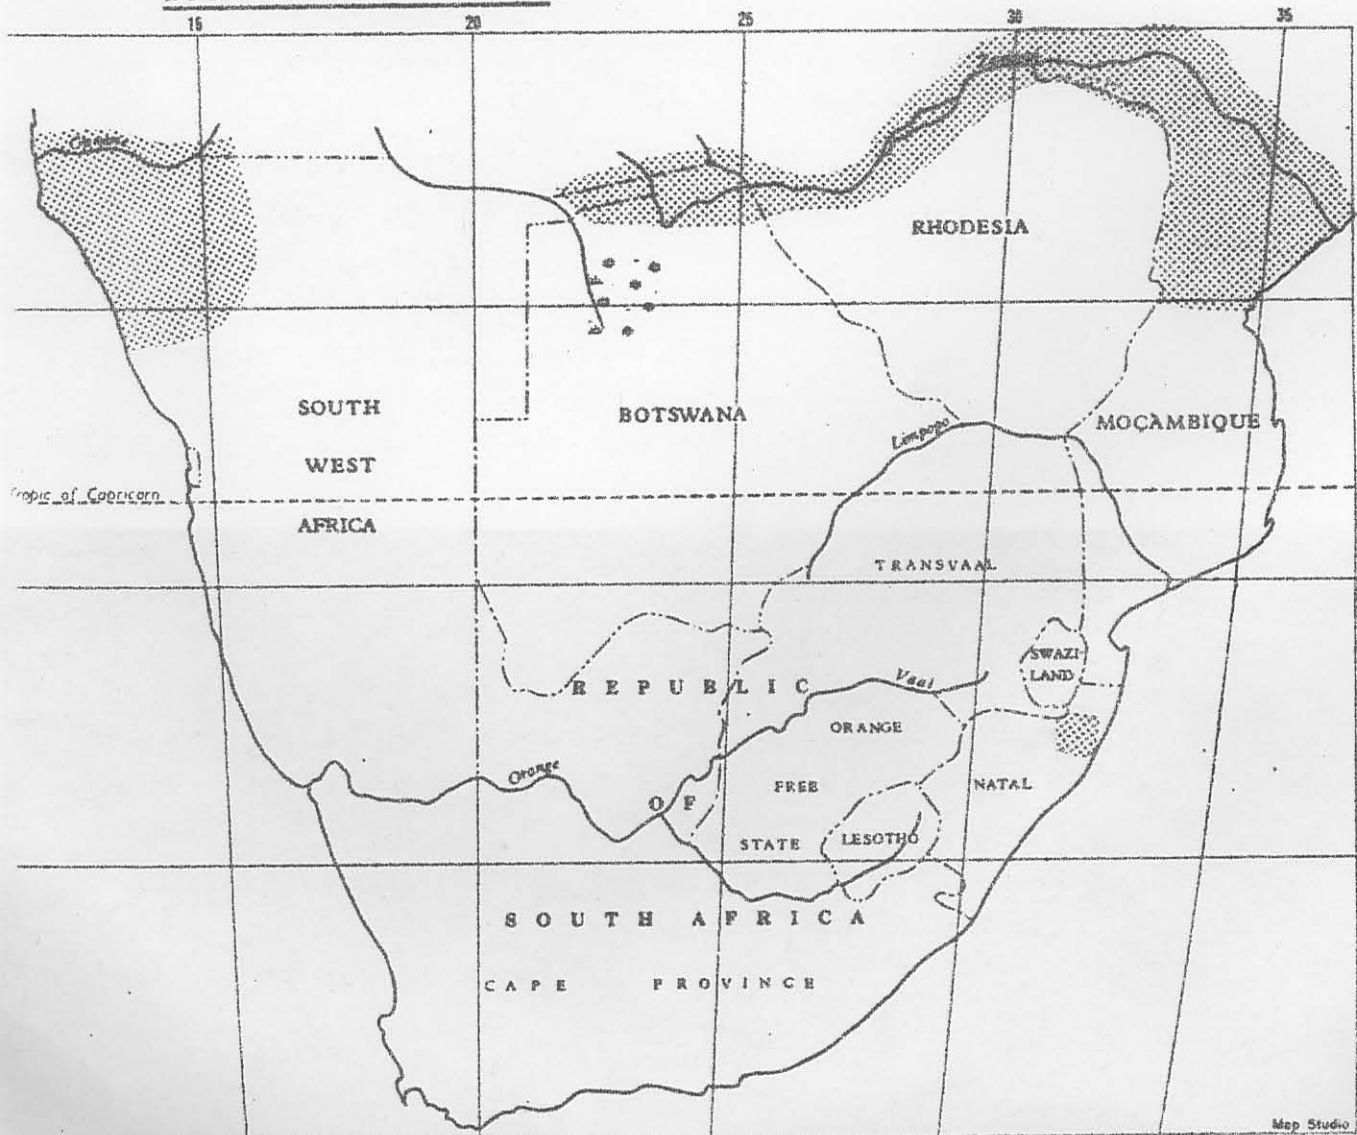 15 20 25 30 35
RHODESIA
SOUTH
WEST
AFRICA
BOTSWANA
Limpopo
MOÇAMBIQUE
Tropic of Capricorn
TRANSVAAL
SWAZI-
LAND
REPUBLIC
Vaal
ORANGE
Orange
OF
FREE
NATAL
STATE
LESOTHO
SOUTH AFRICA
CAPE PROVINCE
Map Studio